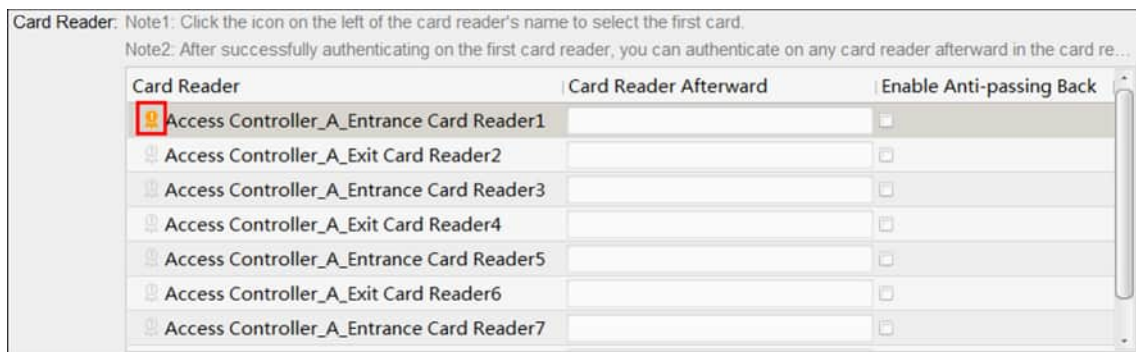 Card Reader: Note1: Click the icon on the left of the card reader's name to select the first card.
Note2: After successfully authenticating on the first card reader, you can authenticate on any card reader afterward in the card re...
Card Reader Card Reader Afterward Enable Anti-passing Back
Access Controller_A_Entrance Card Reader1
Access Controller_A_Exit Card Reader2
Access Controller_A_Entrance Card Reader3
Access Controller_A_Exit Card Reader4
Access Controller_A_Entrance Card Reader5
Access Controller_A_Exit Card Reader6
Access Controller_A_Entrance Card Reader7